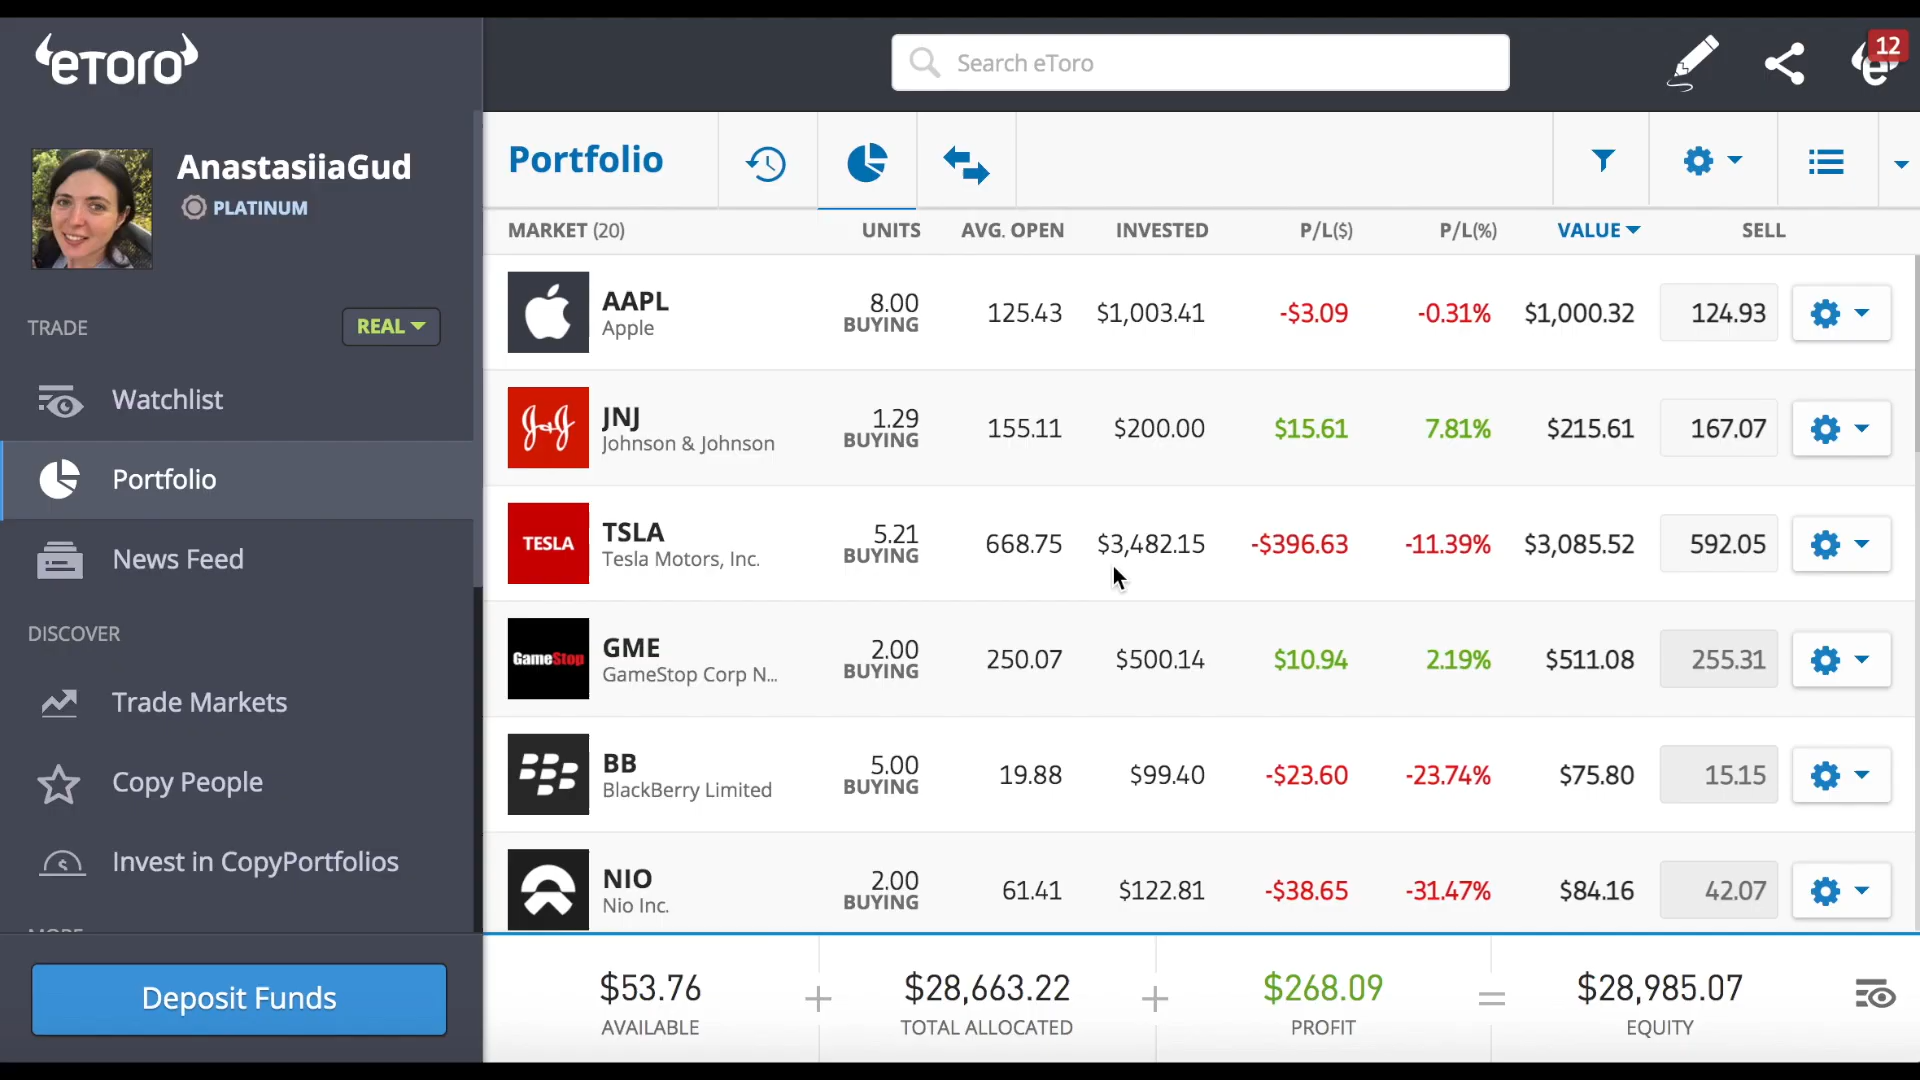 eToro
Search eToro
12
AnastasiiaGud
PLATINUM
TRADE
REAL
Watchlist
Portfolio
News Feed
DISCOVER
Trade Markets
Copy People
Invest in CopyPortfolios
Deposit Funds
Portfolio
MARKET (20) UNITS AVG. OPEN INVESTED P/L($) P/L(%) VALUE SELL
AAPL 8.00 125.43 $1,003.41 -$3.09 -0.31% $1,000.32 124.93
Apple BUYING
J&J JNJ 1.29 155.11 $200.00 $15.61 7.81% $215.61 167.07
Johnson & Johnson BUYING
TESLA TSLA 5.21 668.75 $3,482.15 -$396.63 -11.39% $3,085.52 592.05
Tesla Motors, Inc. BUYING
GameStop GME 2.00 250.07 $500.14 $10.94 2.19% $511.08 255.31
GameStop Corp N... BUYING
BB 5.00 19.88 $99.40 -$23.60 -23.74% $75.80 15.15
BlackBerry Limited BUYING
NIO 2.00 61.41 $122.81 -$38.65 -31.47% $84.16 42.07
Nio Inc. BUYING
$53.76 + $28,663.22 + $268.09 = $28,985.07
AVAILABLE TOTAL ALLOCATED PROFIT EQUITY